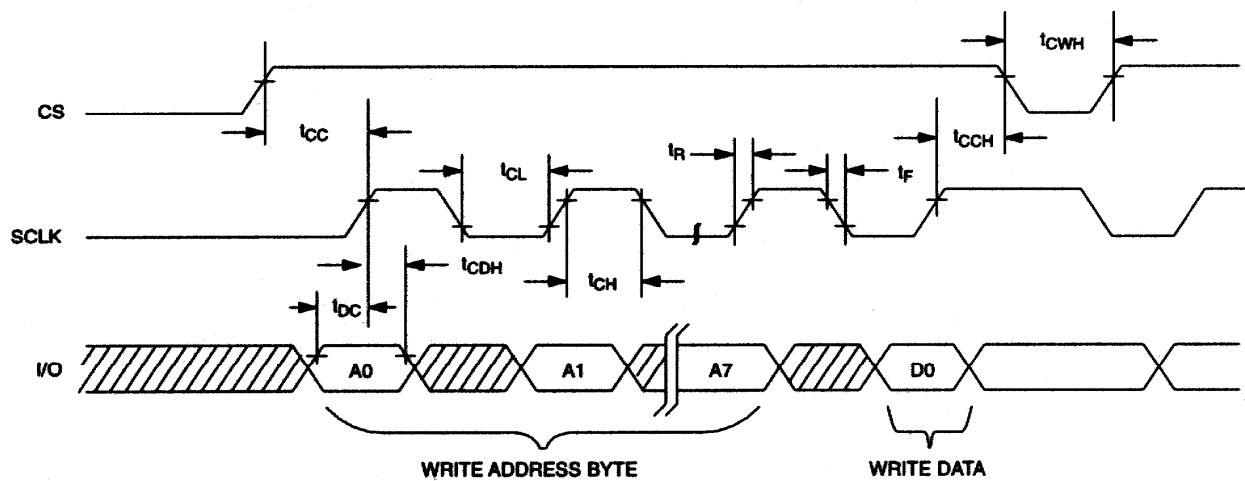 tCWH
CS
tCC
tCCH
tCL
tR
tF
SCLK
tCDH
tCH
tDC
I/O
A0
A1
A7
D0
WRITE ADDRESS BYTE
WRITE DATA